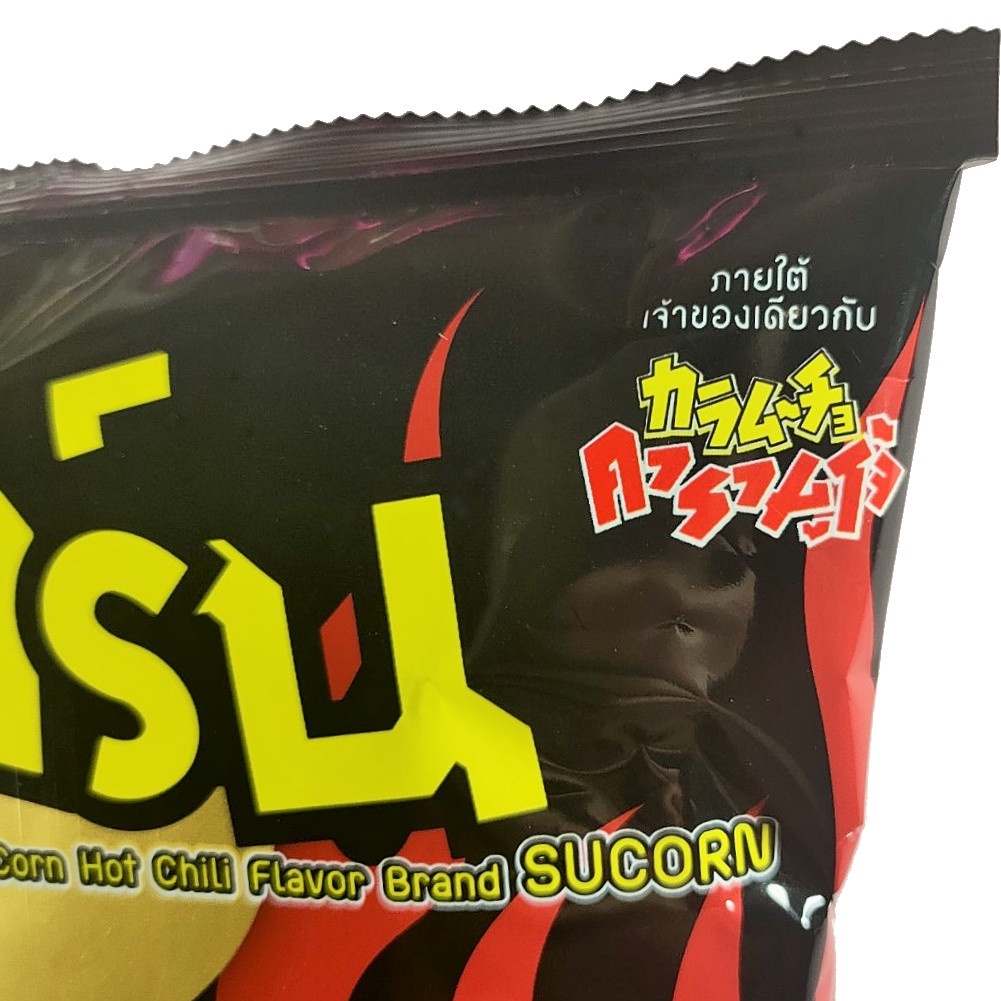 ภายใต้
เจ้าของเดียวกับ
カラムーチョ
คารามูโจ้
ร์น
Corn Hot Chili Flavor Brand SUCORN